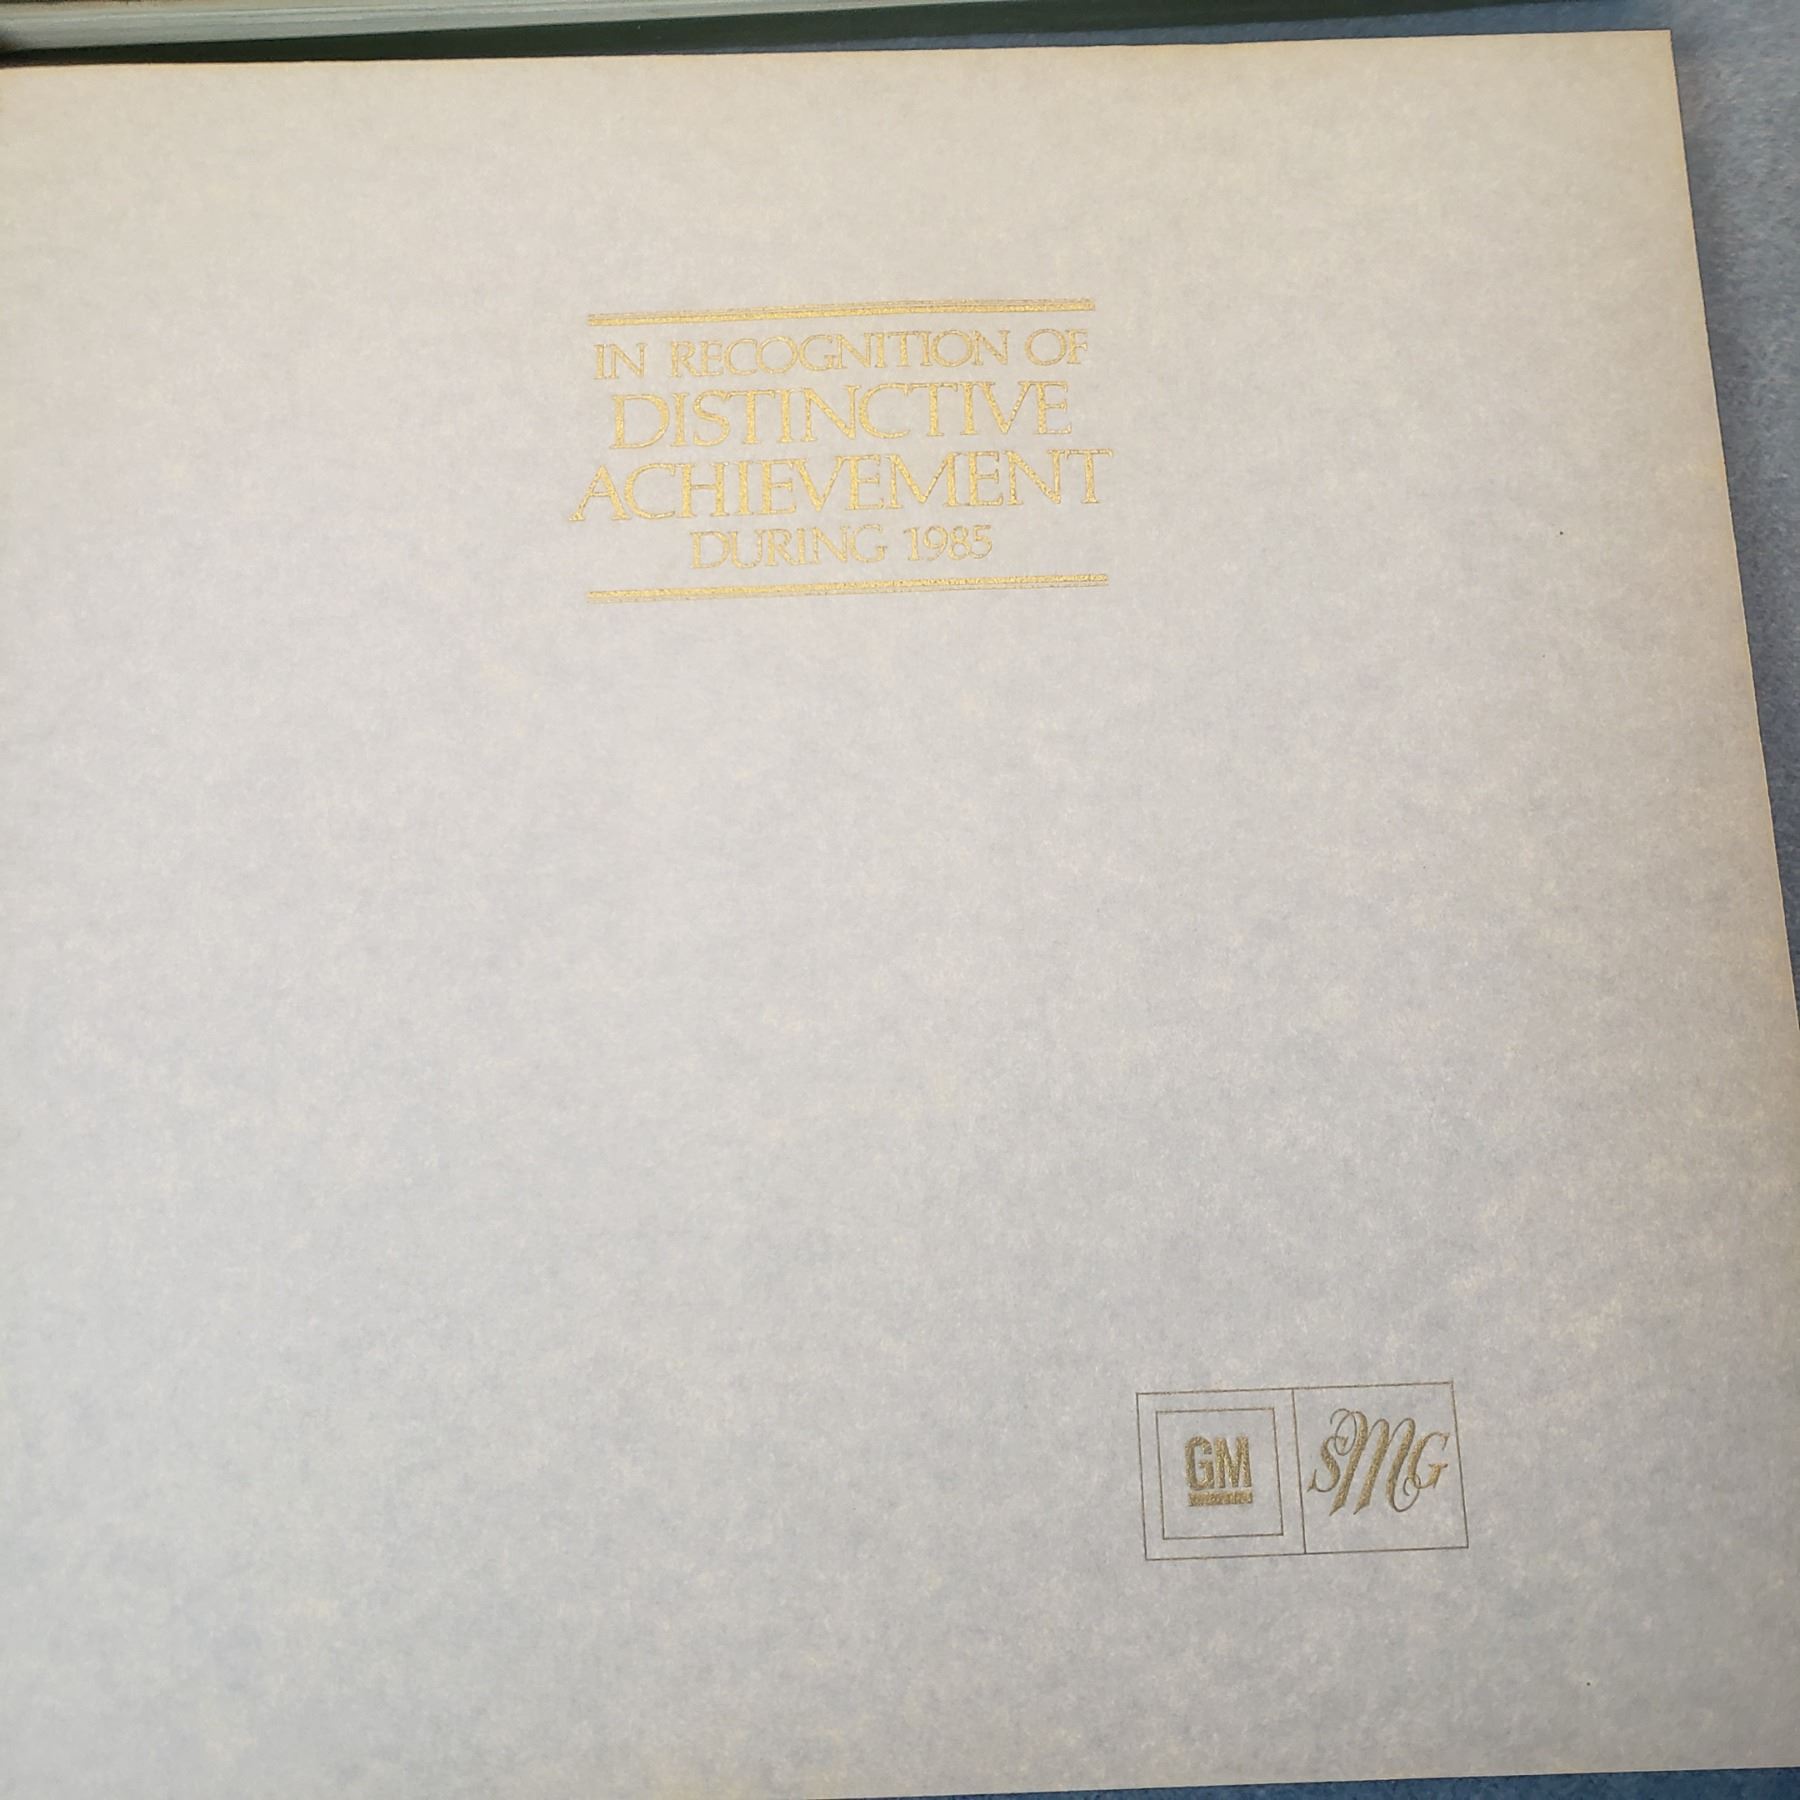 IN RECOGNITION OF
DISTINCTIVE
ACHIEVEMENT
DURING 1985
GM
SMG